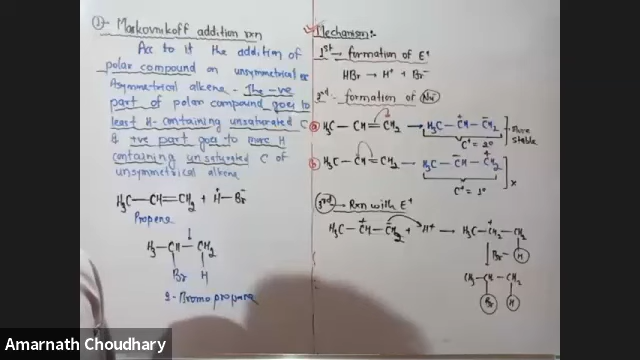 1)- Markovnikoff addition rxn
Acc to it the addition of
polar compound on unsymmetrical or
Asymmetrical alkene - The -ve
part of polar compound goes to
least H- containing unsaturated C
& +ve part goes to more H
containing unsaturated C of
unsymmetrical alkene
H₃C — CH = CH₂ + H — Br
Propene
H₃C — CH — CH₂
Br H
2-Bromopropane
Mechanism:-
1st → formation of E⁺
HBr → H⁺ + Br⁻
2nd - formation of Nu⁻
a H₃C — CH = CH₂ → H₃C — CH — CH₂
C⁺ = 2°
More stable
b H₃C — CH = CH₂ → H₃C — CH — CH₂
C⁺ = 1° x
3rd → Rxn with E⁺
H₃C — CH — CH₂ + H⁺ → H₃C — CH₂ — CH₂
Br⁻ H
H₃C — CH — CH₂
Br H
Amarnath Choudhary